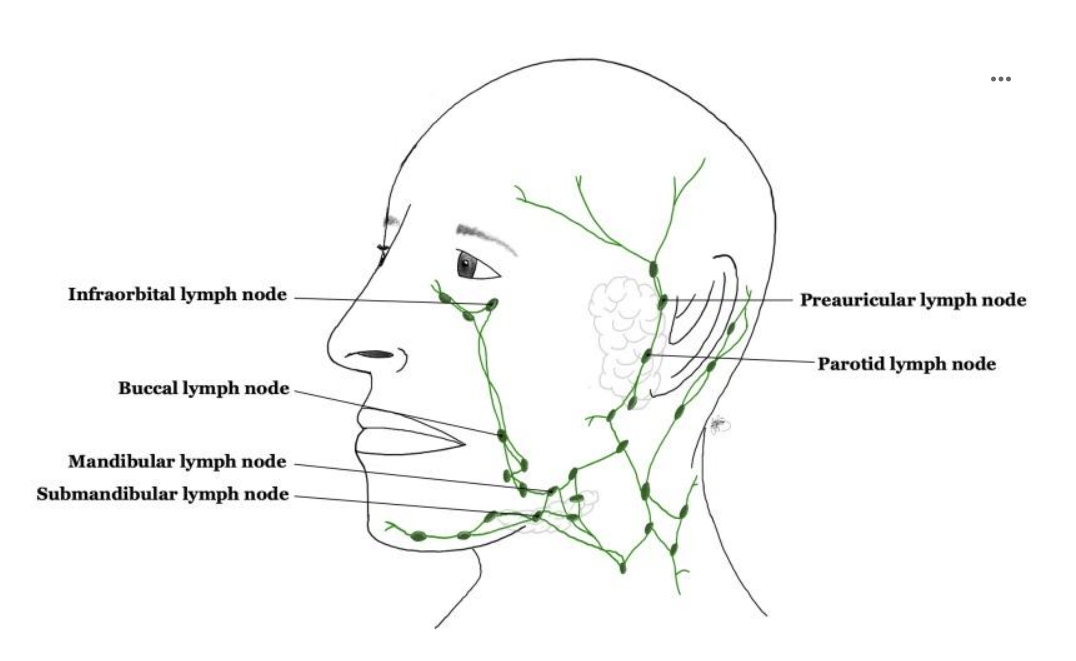 Infraorbital lymph node
Preauricular lymph node
Parotid lymph node
Buccal lymph node
Mandibular lymph node
Submandibular lymph node